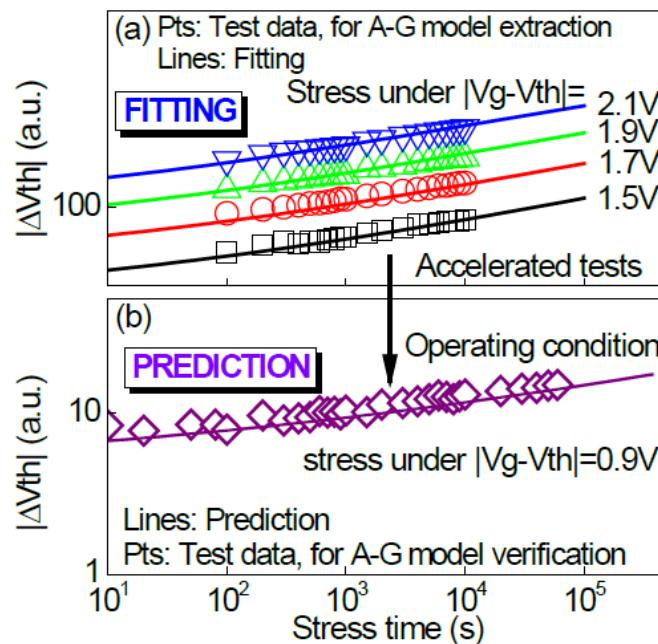 (a) Pts: Test data, for A-G model extraction
Lines: Fitting
FITTING
Stress under |Vg-Vth|=
2.1V
1.9V
1.7V
1.5V
100
|ΔVth| (a.u.)
Accelerated tests
(b)
PREDICTION
Operating condition
10
|ΔVth| (a.u.)
stress under |Vg-Vth|=0.9V
Lines: Prediction
Pts: Test data, for A-G model verification
1
10¹ 10² 10³ 10⁴ 10⁵
Stress time (s)